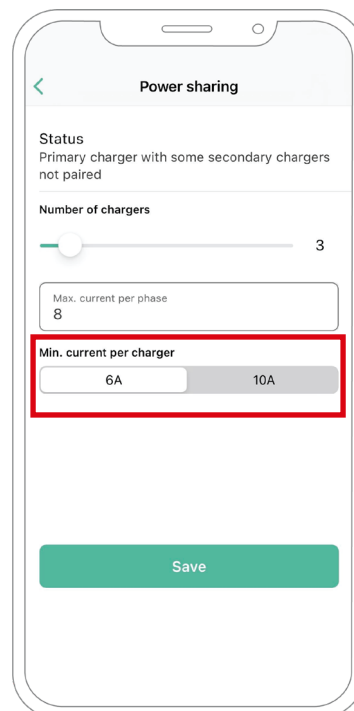 Power sharing
Status
Primary charger with some secondary chargers
not paired
Number of chargers
3
Max. current per phase
8
Min. current per charger
6A 10A
Save